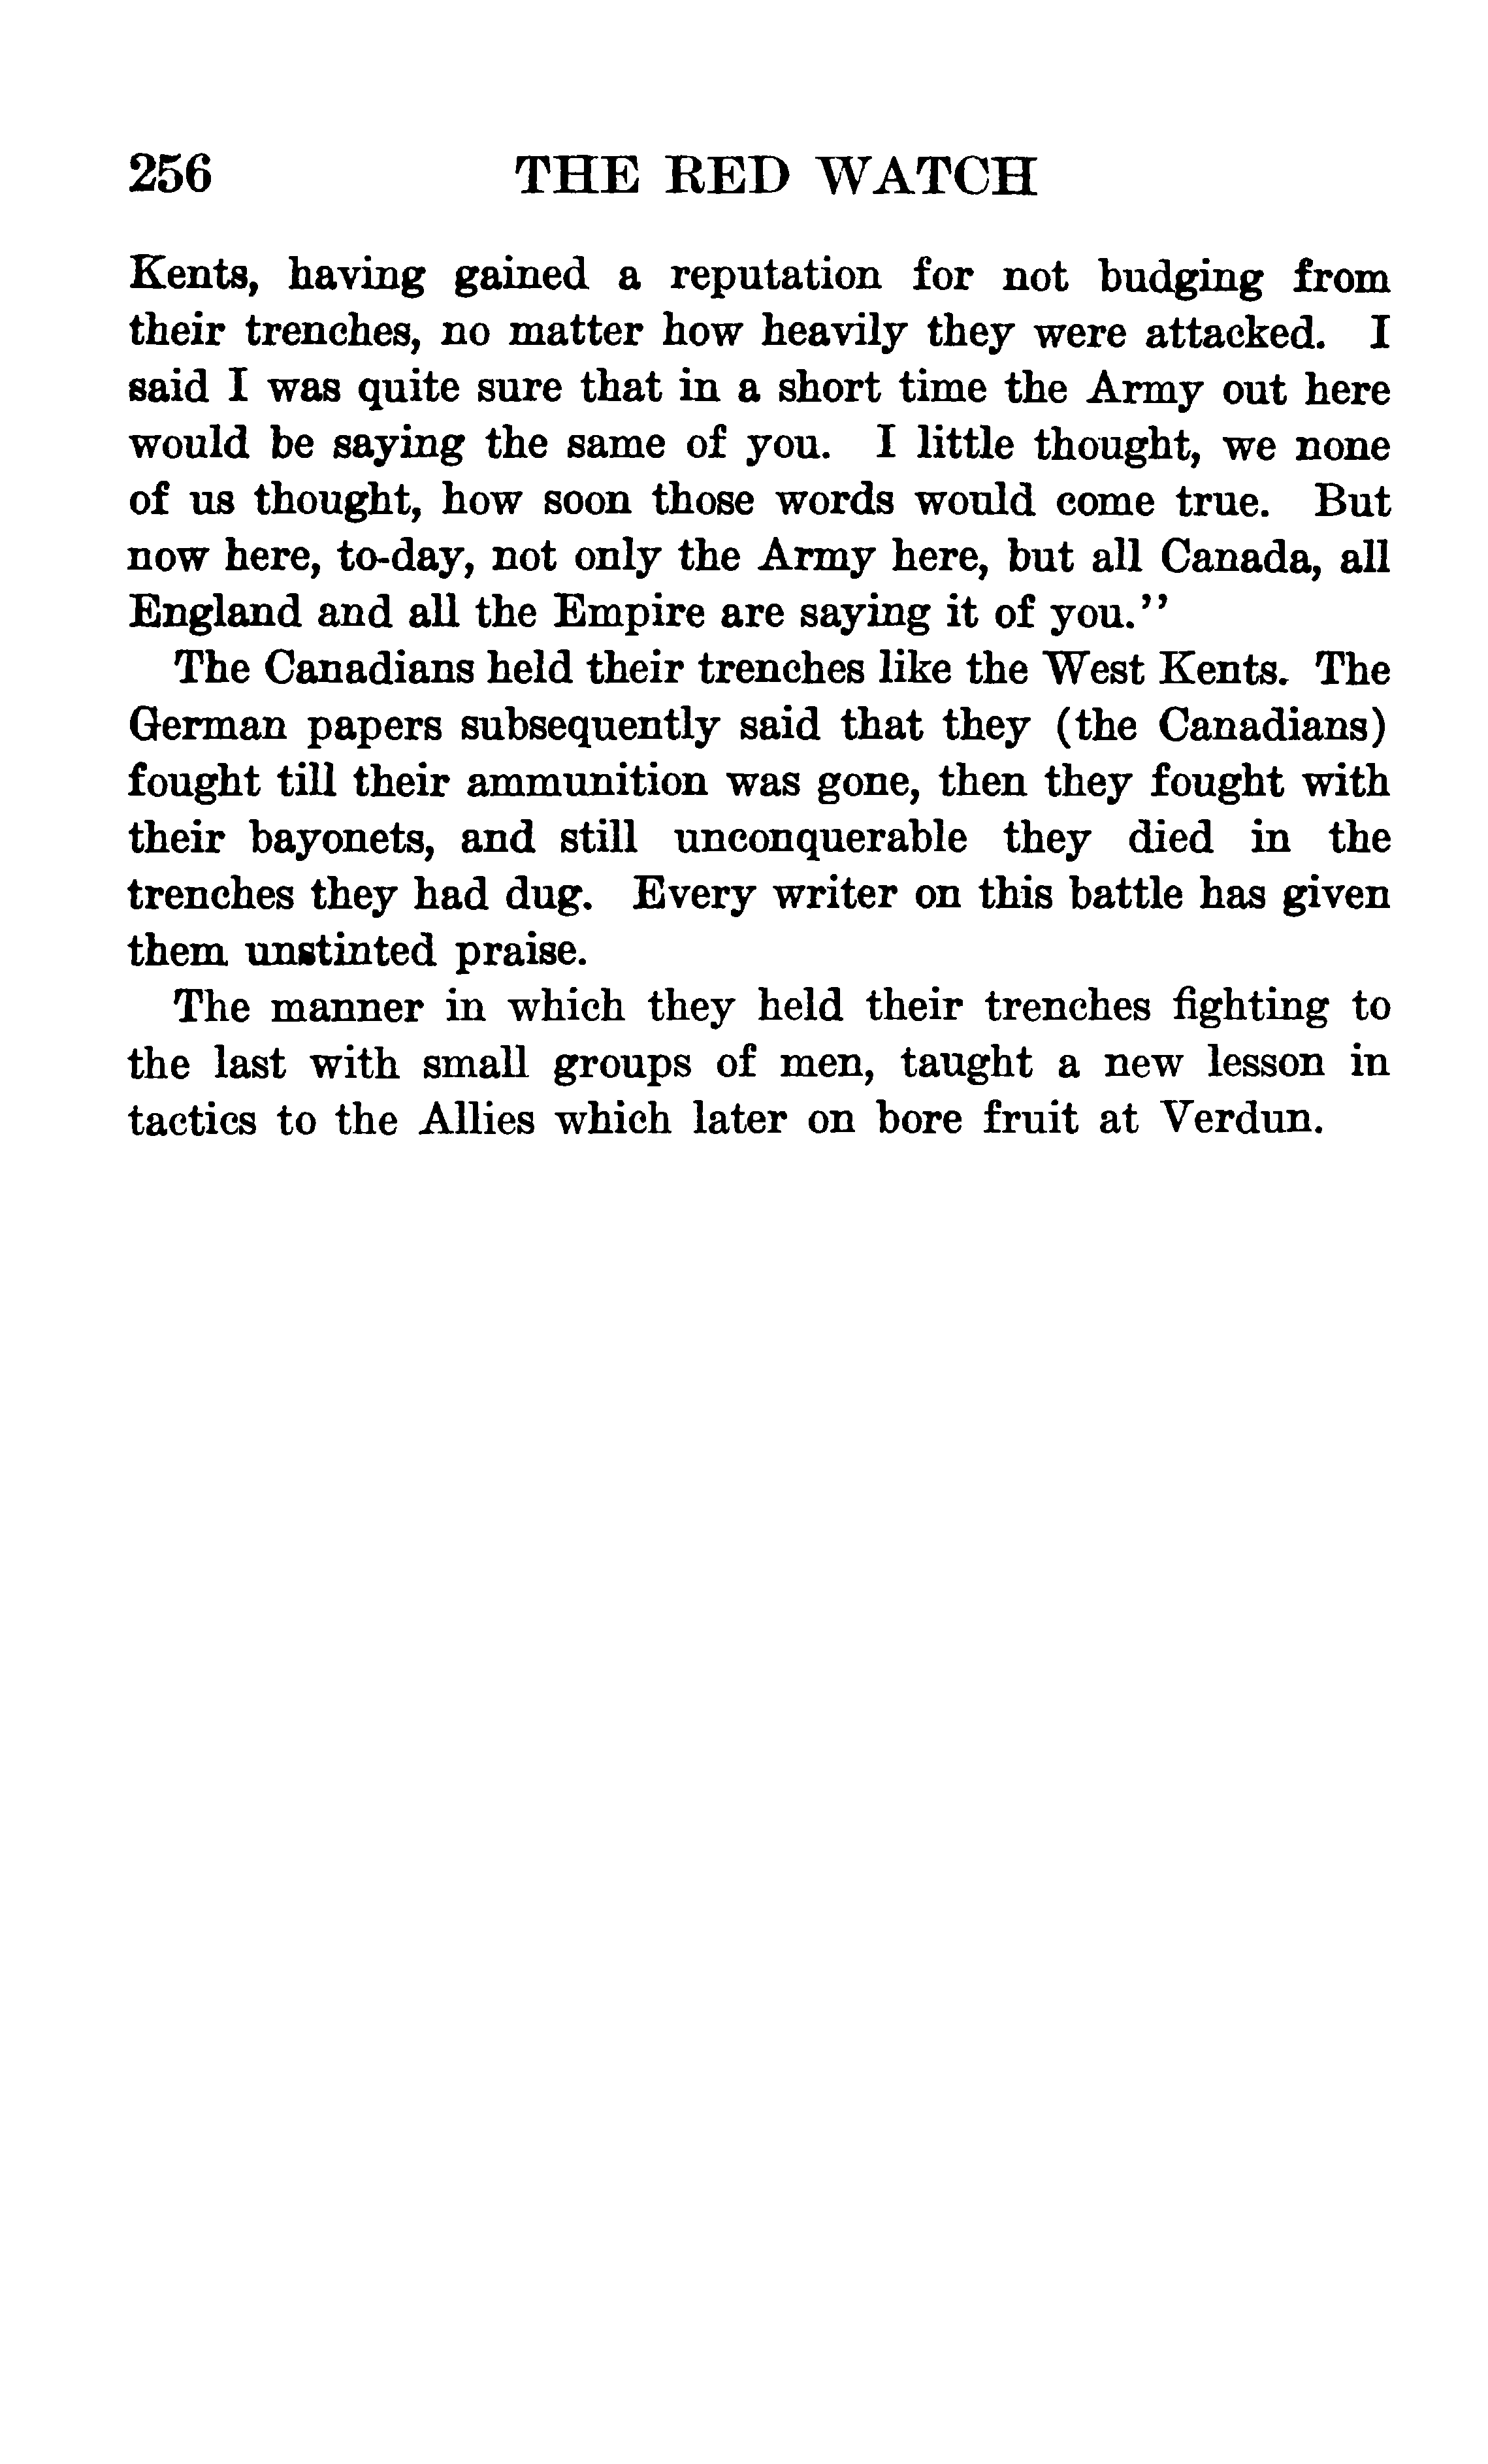 256 THE RED WATCH
Kents, having gained a reputation for not budging from
their trenches, no matter how heavily they were attacked. I
said I was quite sure that in a short time the Army out here
would be saying the same of you. I little thought, we none
of us thought, how soon those words would come true. But
now here, to-day, not only the Army here, but all Canada, all
England and all the Empire are saying it of you.”
The Canadians held their trenches like the West Kents. The
German papers subsequently said that they (the Canadians)
fought till their ammunition was gone, then they fought with
their bayonets, and still unconquerable they died in the
trenches they had dug. Every writer on this battle has given
them unstinted praise.
The manner in which they held their trenches fighting to
the last with small groups of men, taught a new lesson in
tactics to the Allies which later on bore fruit at Verdun.